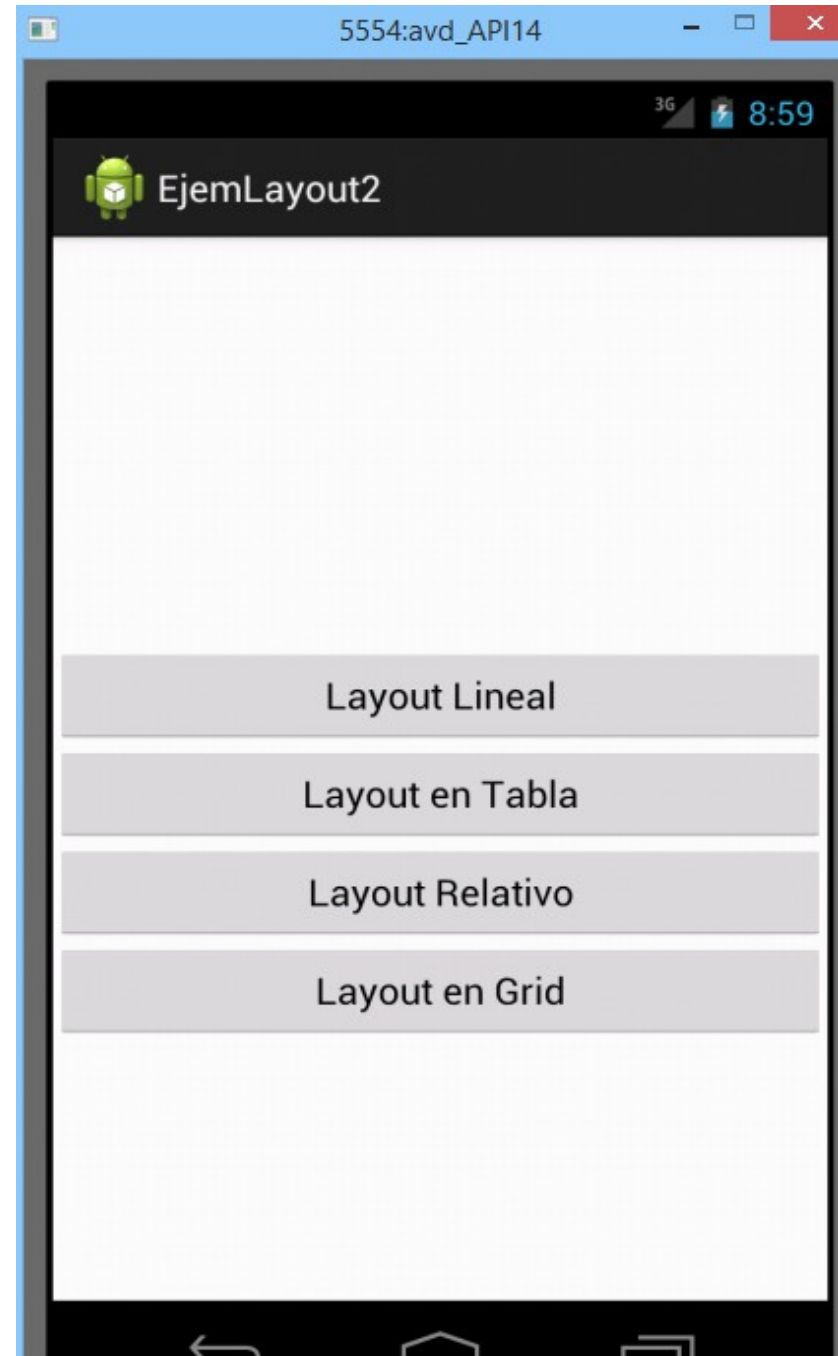 5554:avd_API14
3G 8:59
EjemLayout2
Layout Lineal
Layout en Tabla
Layout Relativo
Layout en Grid